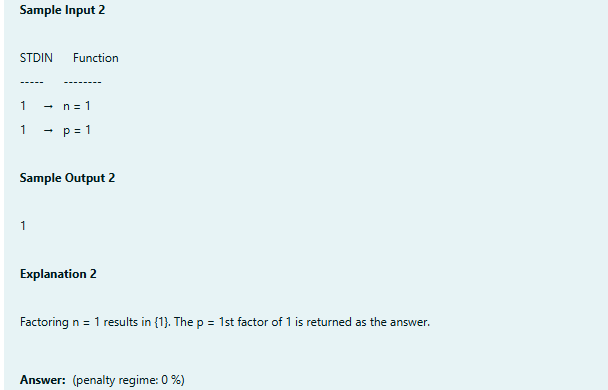 Sample Input 2
STDIN Function
----- --------
1 → n = 1
1 → p = 1
Sample Output 2
1
Explanation 2
Factoring n = 1 results in {1}. The p = 1st factor of 1 is returned as the answer.
Answer: (penalty regime: 0 %)